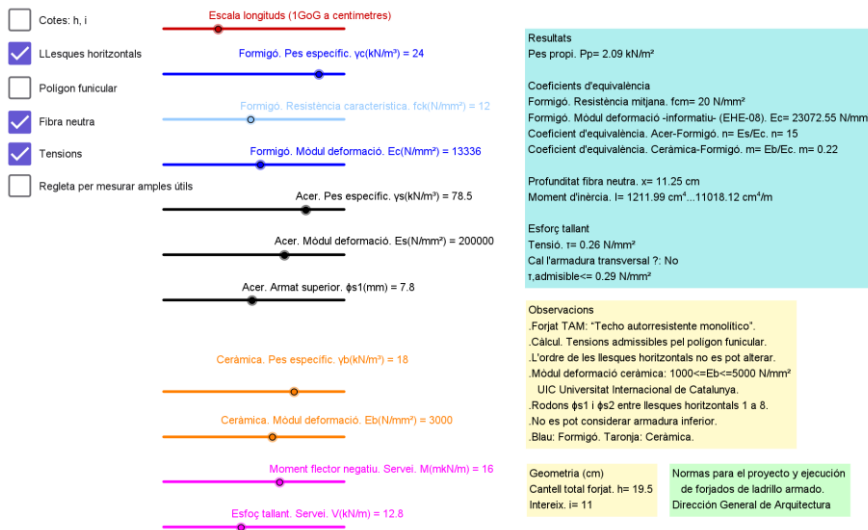 Cotes: h, i
LLesques horitzontals
Polígon funicular
Fibra neutra
Tensions
Regleta per mesurar amples útils
Escala longituds (1GoG a centímetres)
Formigó. Pes específic. γc(kN/m³) = 24
Formigó. Resistència característica. fck(N/mm²) = 12
Formigó. Mòdul deformació. Ec(N/mm²) = 13336
Acer. Pes específic. γs(kN/m³) = 78.5
Acer. Mòdul deformació. Es(N/mm²) = 200000
Acer. Armat superior. ϕs1(mm) = 7.8
Ceràmica. Pes específic. γb(kN/m³) = 18
Ceràmica. Mòdul deformació. Eb(N/mm²) = 3000
Moment flector negatiu. Servei. M(mkN/m) = 16
Esfoç tallant. Servei. V(kN/m) = 12.8
Resultats
Pes propi. Pp= 2.09 kN/m²
Coeficients d'equivalència
Formigó. Resistència mitjana. fcm= 20 N/mm²
Formigó. Mòdul deformació -informatiu- (EHE-08). Ec= 23072.55 N/mm
Coeficient d'equivalència. Acer-Formigó. n= Es/Ec. n= 15
Coeficient d'equivalència. Ceràmica-Formigó. m= Eb/Ec. m= 0.22
Profunditat fibra neutra. x= 11.25 cm
Moment d'inèrcia. I= 1211.99 cm⁴...11018.12 cm⁴/m
Esforç tallant
Tensió. τ= 0.26 N/mm²
Cal l'armadura transversal ?: No
τ,admisible<= 0.29 N/mm²
Observacions
.Forjat TAM: “Techo autorresistente monolítico”.
.Càlcul. Tensions admissibles pel polígon funicular.
.L'ordre de les llesques horitzontals no es pot alterar.
.Mòdul deformació ceràmica: 1000<=Eb<=5000 N/mm²
UIC Universitat Internacional de Catalunya.
.Rodons ϕs1 i ϕs2 entre llesques horitzontals 1 a 8.
.No es pot considerar armadura inferior.
.Blau: Formigó. Taronja: Ceràmica.
Geometria (cm)
Cantell total forjat. h= 19.5
Intereix. i= 11
Normas para el proyecto y ejecución
de forjados de ladrillo armado.
Dirección General de Arquitectura